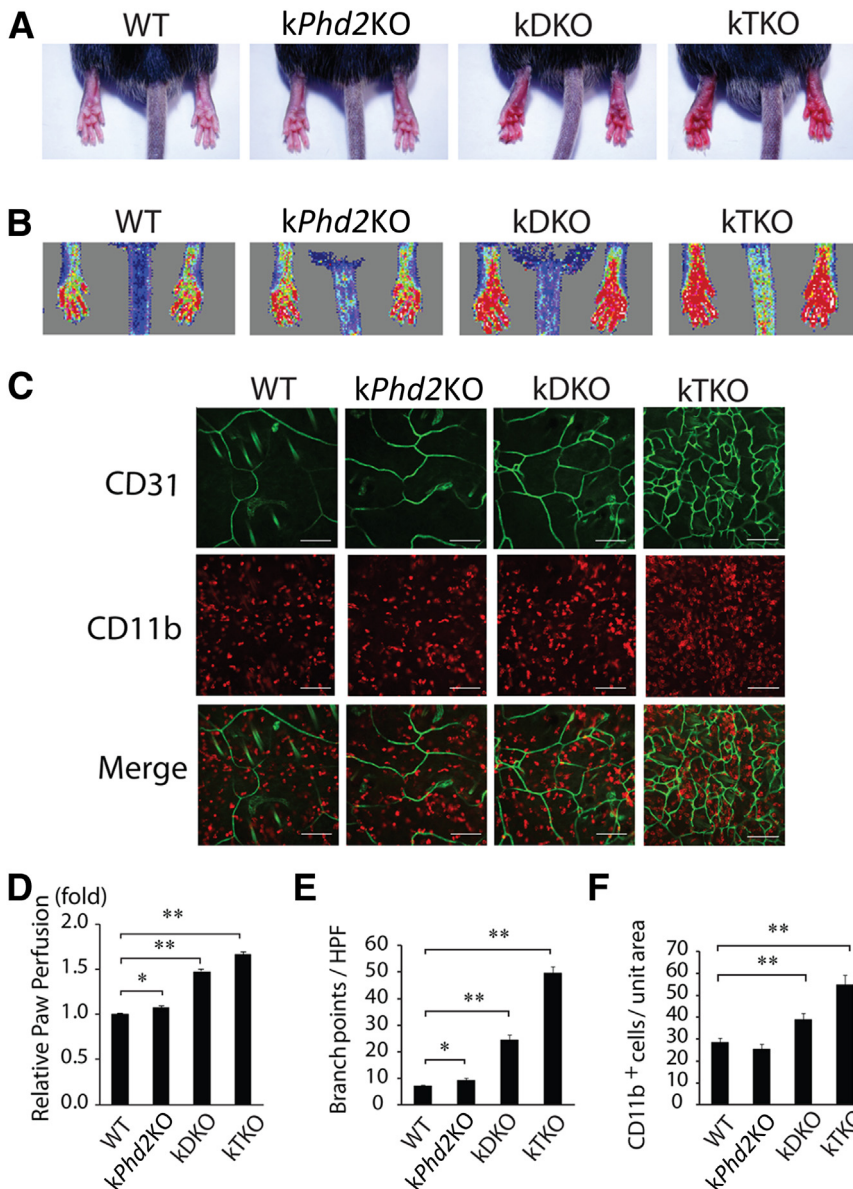 A
WT kPhd2KO kDKO kTKO
B
WT kPhd2KO kDKO kTKO
C
WT kPhd2KO kDKO kTKO
CD31
CD11b
Merge
D
(fold)
Relative Paw Perfusion
2.0
1.5
1.0
0.5
0.0
**
**
*
WT kPhd2KO kDKO kTKO
E
Branch points / HPF
60
50
40
30
20
10
0
**
**
*
WT kPhd2KO kDKO kTKO
F
CD11b + cells / unit area
70
60
50
40
30
20
10
0
**
**
WT kPhd2KO kDKO kTKO